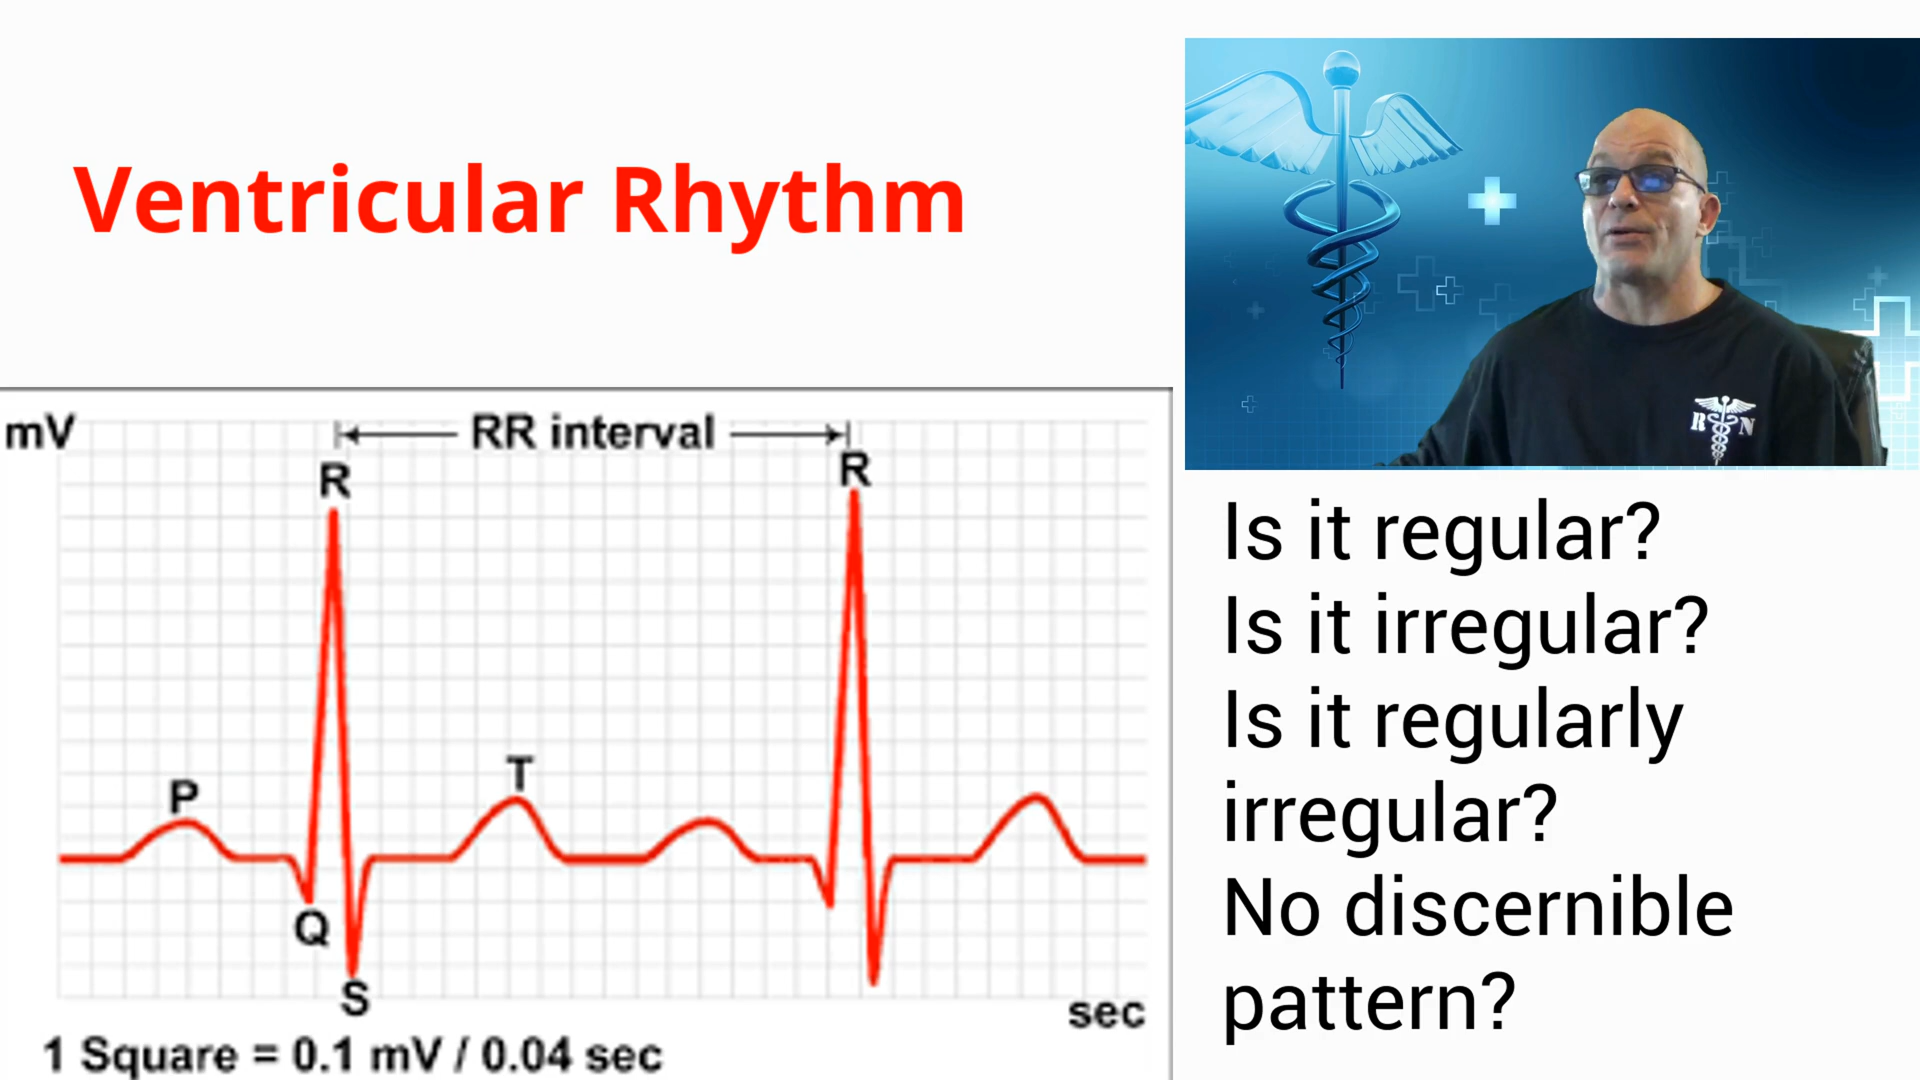 Ventricular Rhythm
mV
RR interval
R
R
P
T
Q
S
sec
1 Square = 0.1 mV / 0.04 sec
R N
Is it regular?
Is it irregular?
Is it regularly
irregular?
No discernible
pattern?